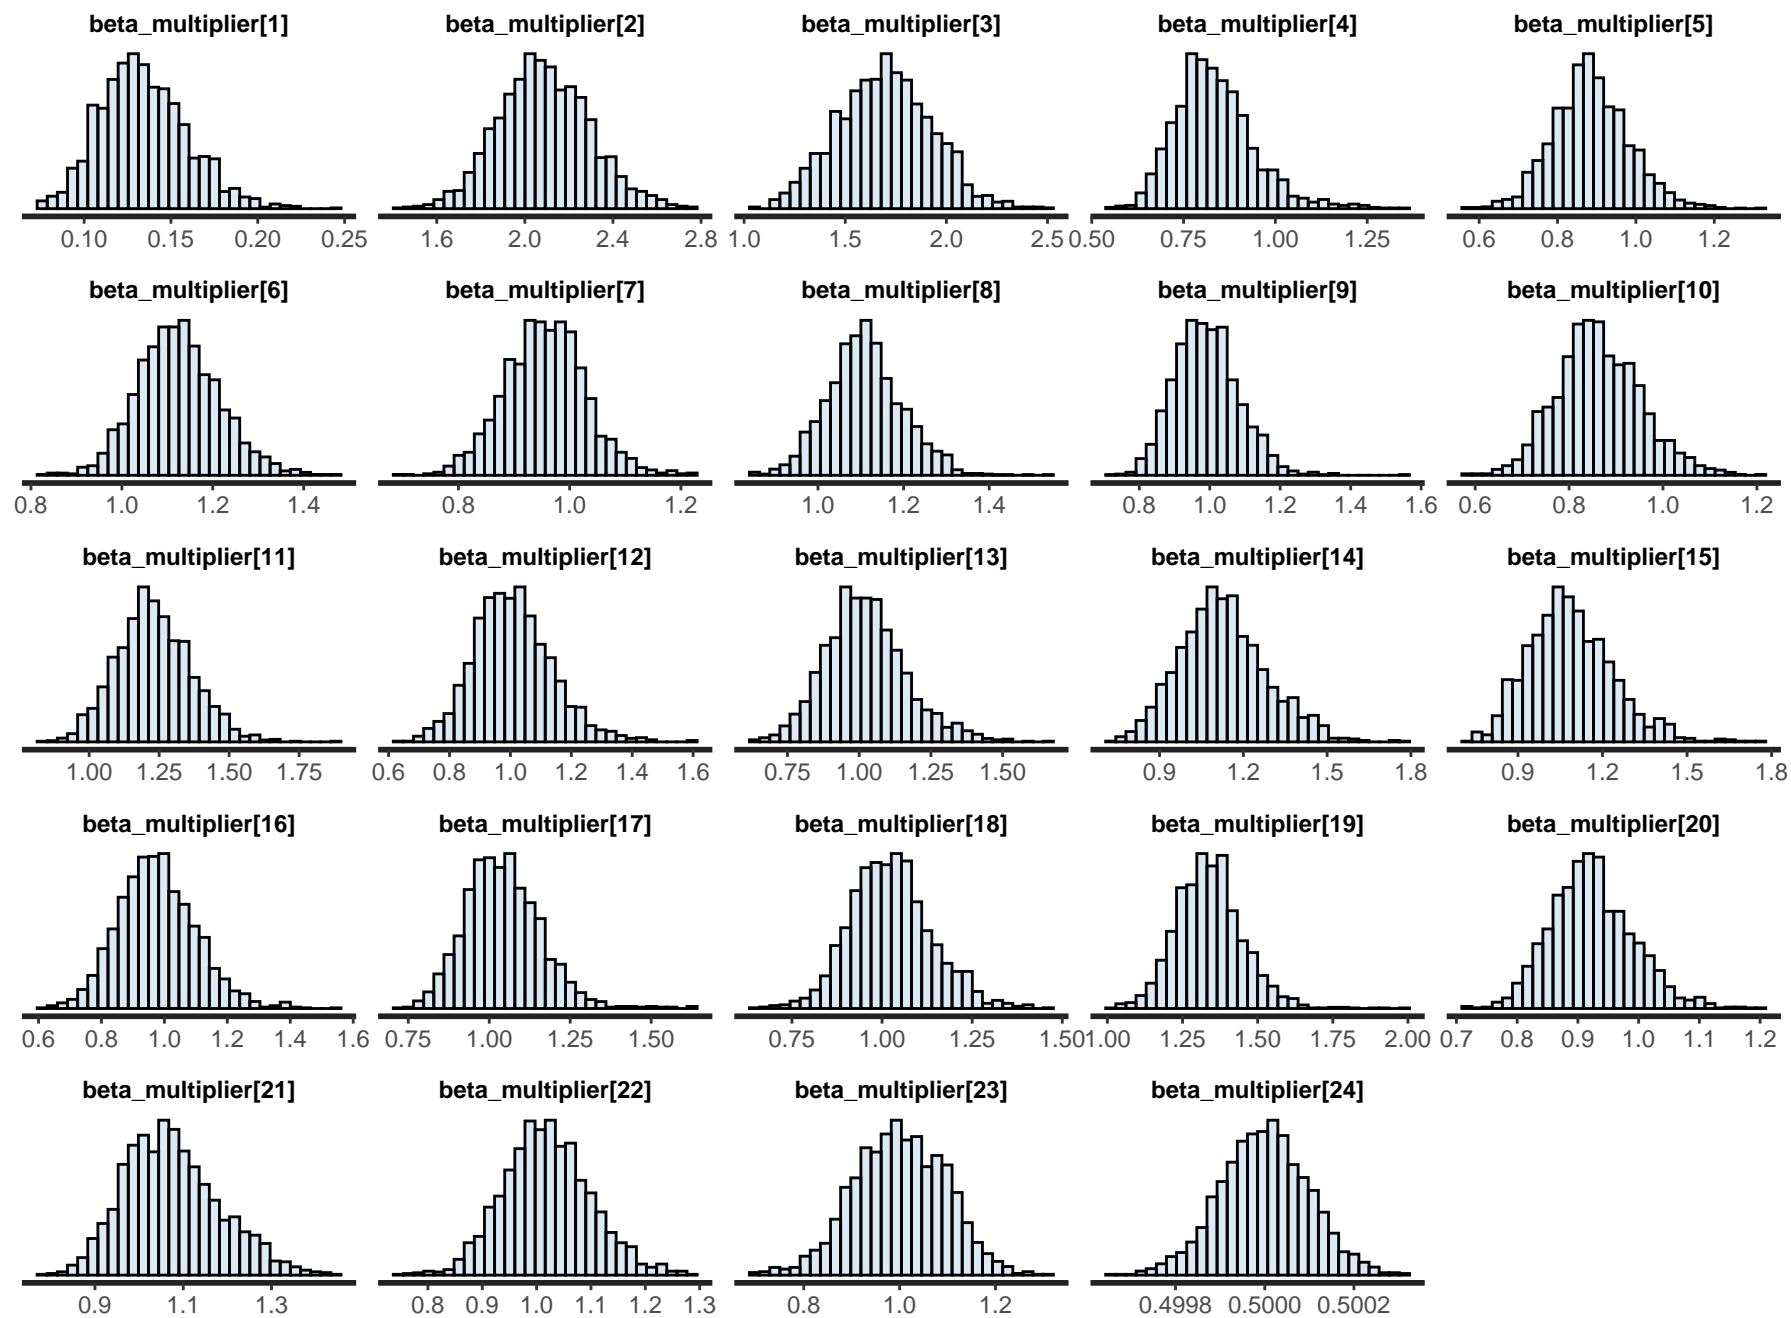 beta_multiplier[1] beta_multiplier[2] beta_multiplier[3] beta_multiplier[4] beta_multiplier[5]
0.10 0.15 0.20 0.25 1.6 2.0 2.4 2.8 1.0 1.5 2.0 2.5 0.50 0.75 1.00 1.25 0.6 0.8 1.0 1.2
beta_multiplier[6] beta_multiplier[7] beta_multiplier[8] beta_multiplier[9] beta_multiplier[10]
0.8 1.0 1.2 1.4 0.8 1.0 1.2 1.0 1.2 1.4 0.8 1.0 1.2 1.4 1.6 0.6 0.8 1.0 1.2
beta_multiplier[11] beta_multiplier[12] beta_multiplier[13] beta_multiplier[14] beta_multiplier[15]
1.00 1.25 1.50 1.75 0.6 0.8 1.0 1.2 1.4 1.6 0.75 1.00 1.25 1.50 0.9 1.2 1.5 1.8 0.9 1.2 1.5 1.8
beta_multiplier[16] beta_multiplier[17] beta_multiplier[18] beta_multiplier[19] beta_multiplier[20]
0.6 0.8 1.0 1.2 1.4 1.6 0.75 1.00 1.25 1.50 0.75 1.00 1.25 1.50 1.00 1.25 1.50 1.75 2.00 0.7 0.8 0.9 1.0 1.1 1.2
beta_multiplier[21] beta_multiplier[22] beta_multiplier[23] beta_multiplier[24]
0.9 1.1 1.3 0.8 0.9 1.0 1.1 1.2 1.3 0.8 1.0 1.2 0.4998 0.5000 0.5002